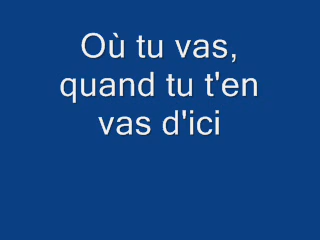 Où tu vas,
quand tu t'en
vas d'ici